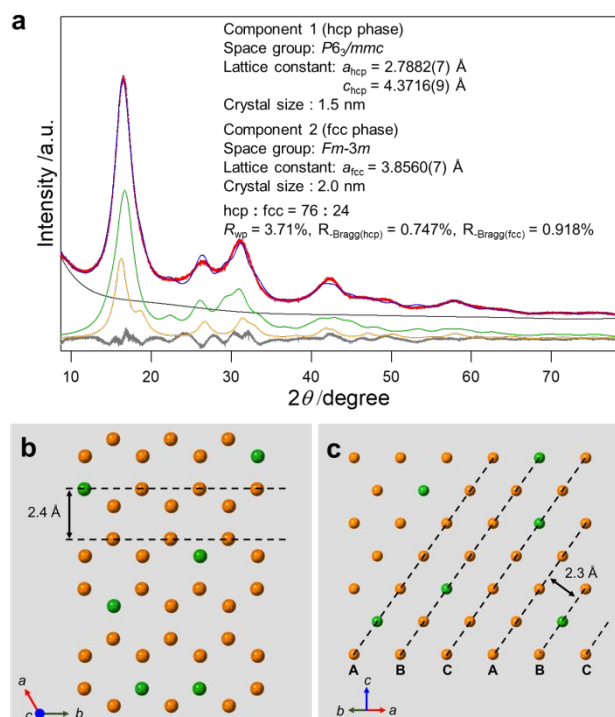 a
Component 1 (hcp phase)
Space group: P6₃/mmc
Lattice constant: a_hcp = 2.7882(7) Å
c_hcp = 4.3716(9) Å
Crystal size : 1.5 nm
Component 2 (fcc phase)
Space group: Fm-3m
Lattice constant: a_fcc = 3.8560(7) Å
Crystal size : 2.0 nm
hcp : fcc = 76 : 24
R_wp = 3.71%, R_-Bragg(hcp) = 0.747%, R_-Bragg(fcc) = 0.918%
Intensity /a.u.
10 20 30 40 50 60 70
2θ /degree
b
2.4 Å
a
c b
c
2.3 Å
A B C A B C
c
b a